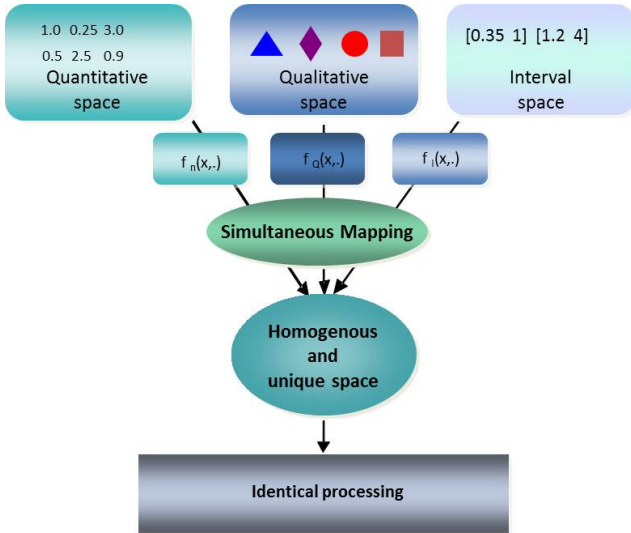 1.0 0.25 3.0
0.5 2.5 0.9
Quantitative
space
Qualitative
space
[0.35 1] [1.2 4]
Interval
space
f n(x,.)
f Q(x,.)
f I(x,.)
Simultaneous Mapping
Homogenous
and
unique space
Identical processing